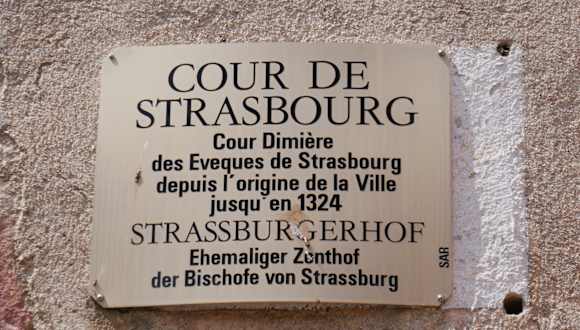 COUR DE
STRASBOURG
Cour Dimière
des Eveques de Strasbourg
depuis l'origine de la Ville
jusqu'en 1324
STRASSBURGERHOF
Ehemaliger Zenthof
der Bischofe von Strassburg
SAR